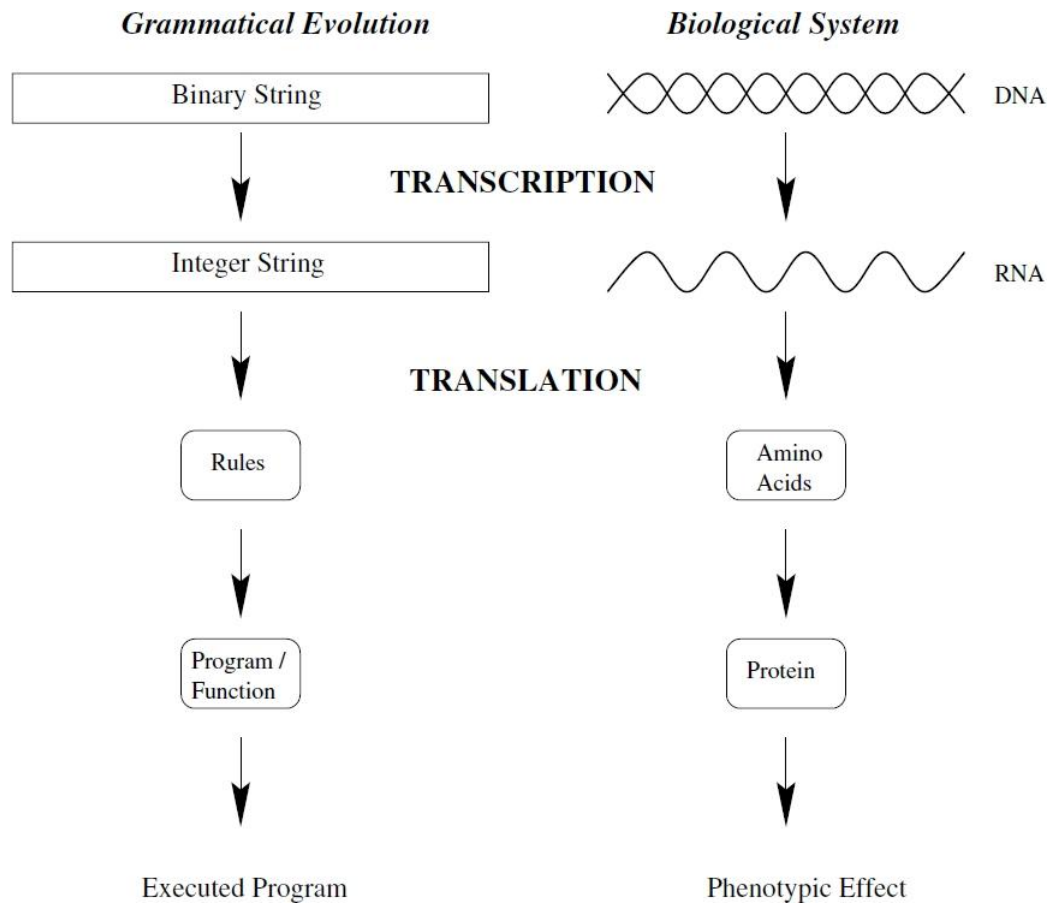 Grammatical Evolution
Biological System
Binary String
DNA
TRANSCRIPTION
Integer String
RNA
TRANSLATION
Rules
Amino
Acids
Program /
Function
Protein
Executed Program
Phenotypic Effect